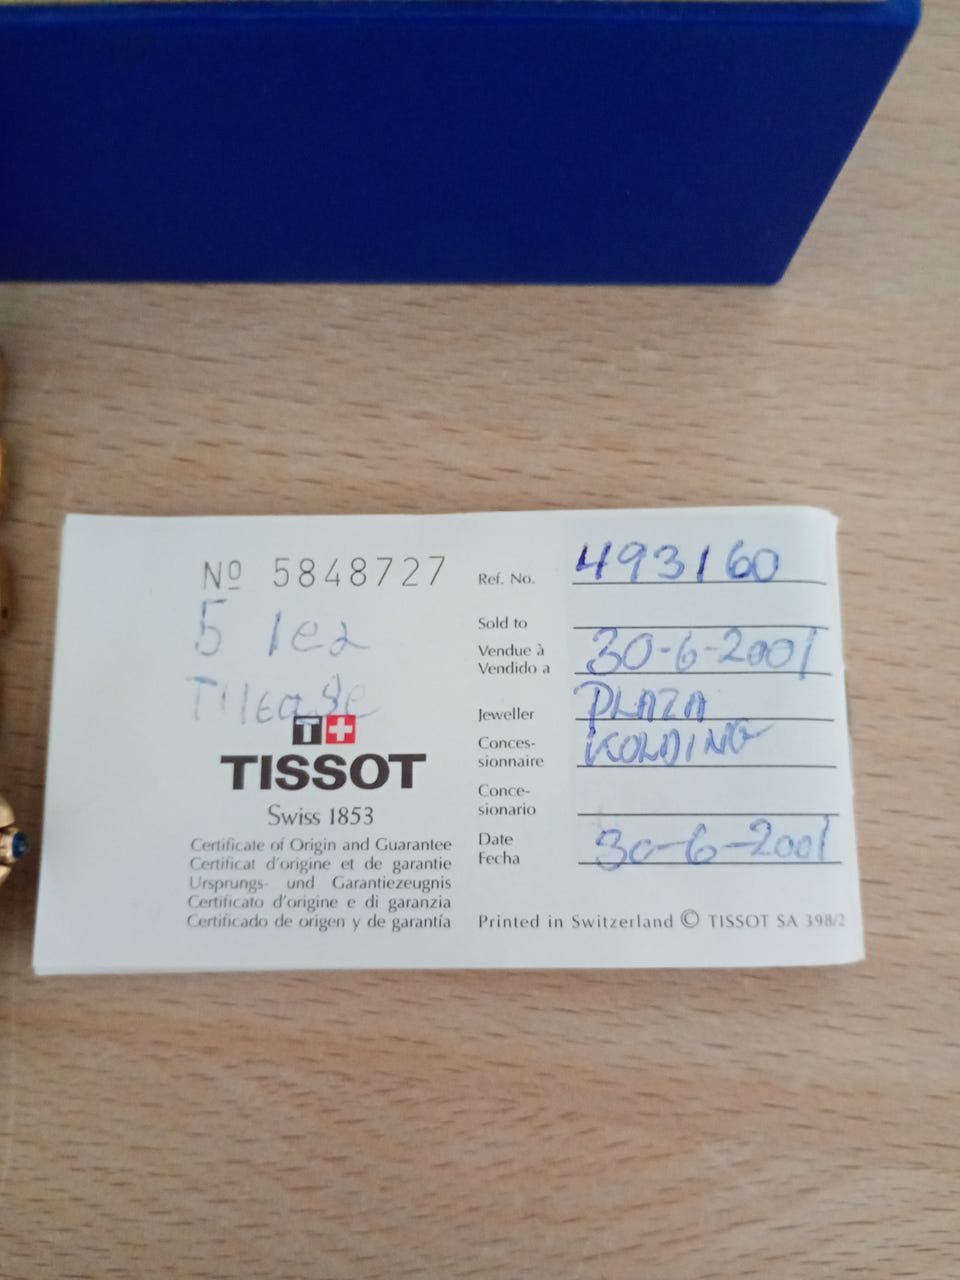 Nº 5848727
5 led
Tilbage
T+
TISSOT
Swiss 1853
Certificate of Origin and Guarantee
Certificat d'origine et de garantie
Ursprungs- und Garantiezeugnis
Certificato d'origine e di garanzia
Certificado de origen y de garantía
Ref. No. 493160
Sold to
Vendue à
Vendido a 30-6-2001
Jeweller PLAZA
Conces-
sionnaire KOLDING
Conce-
sionario
Date
Fecha 30-6-2001
Printed in Switzerland © TISSOT SA 398/2